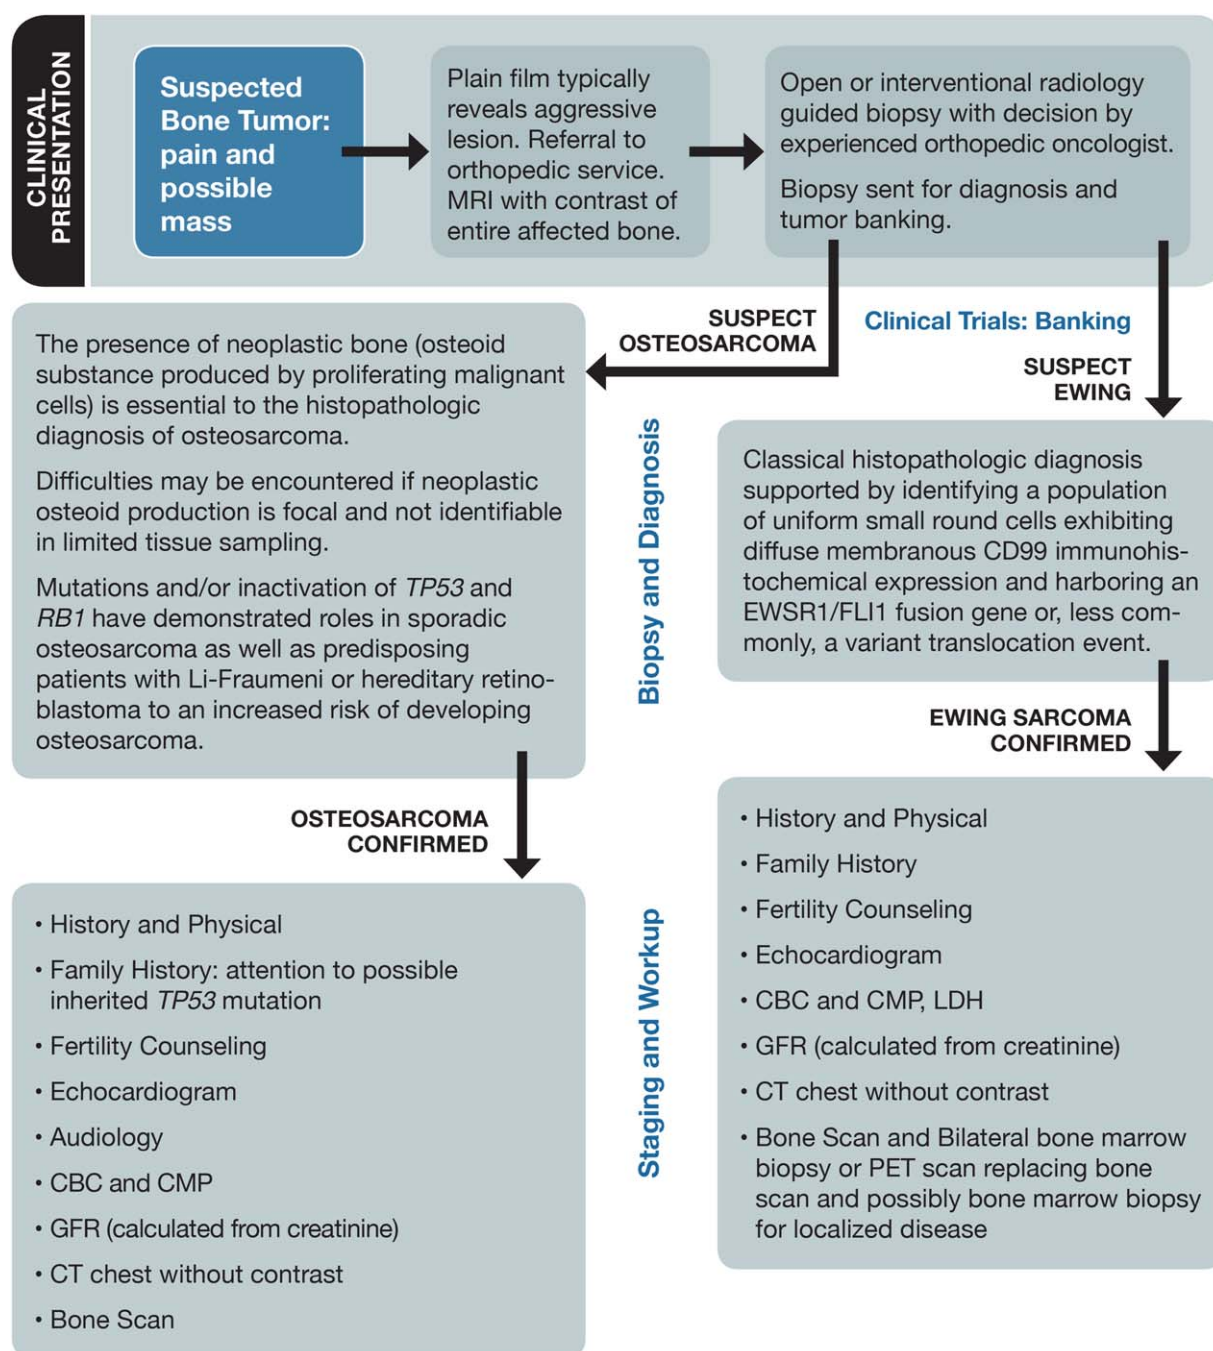 CLINICAL
PRESENTATION
Suspected
Bone Tumor:
pain and
possible
mass
Plain film typically
reveals aggressive
lesion. Referral to
orthopedic service.
MRI with contrast of
entire affected bone.
Open or interventional radiology
guided biopsy with decision by
experienced orthopedic oncologist.
Biopsy sent for diagnosis and
tumor banking.
SUSPECT
OSTEOSARCOMA
Clinical Trials: Banking
SUSPECT
EWING
Biopsy and Diagnosis
The presence of neoplastic bone (osteoid
substance produced by proliferating malignant
cells) is essential to the histopathologic
diagnosis of osteosarcoma.
Difficulties may be encountered if neoplastic
osteoid production is focal and not identifiable
in limited tissue sampling.
Mutations and/or inactivation of TP53 and
RB1 have demonstrated roles in sporadic
osteosarcoma as well as predisposing
patients with Li-Fraumeni or hereditary retino-
blastoma to an increased risk of developing
osteosarcoma.
Classical histopathologic diagnosis
supported by identifying a population
of uniform small round cells exhibiting
diffuse membranous CD99 immunohis-
tochemical expression and harboring an
EWSR1/FLI1 fusion gene or, less com-
monly, a variant translocation event.
OSTEOSARCOMA
CONFIRMED
EWING SARCOMA
CONFIRMED
Staging and Workup
• History and Physical
• Family History: attention to possible
inherited TP53 mutation
• Fertility Counseling
• Echocardiogram
• Audiology
• CBC and CMP
• GFR (calculated from creatinine)
• CT chest without contrast
• Bone Scan
• History and Physical
• Family History
• Fertility Counseling
• Echocardiogram
• CBC and CMP, LDH
• GFR (calculated from creatinine)
• CT chest without contrast
• Bone Scan and Bilateral bone marrow
biopsy or PET scan replacing bone
scan and possibly bone marrow biopsy
for localized disease